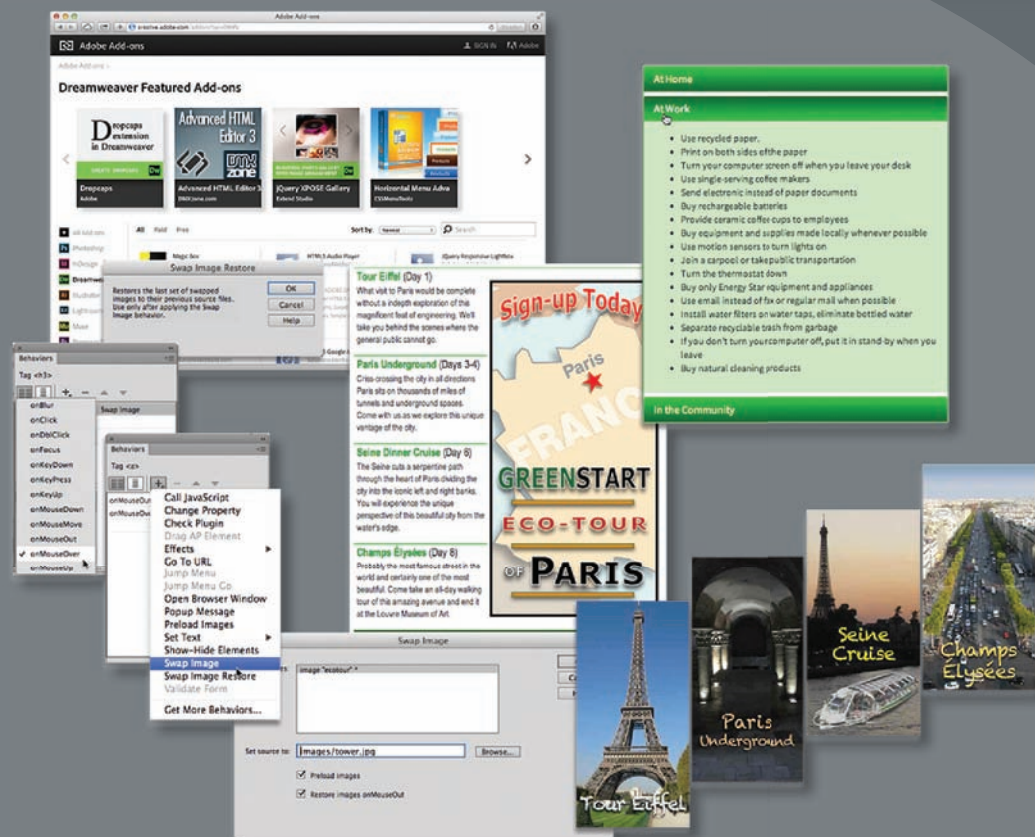 Adobe Add-ons
Adobe Add-ons
SIGN IN
Adobe
Adobe Add-ons >
Dreamweaver Featured Add-ons
Dropcaps
extension
in Dreamweaver
Dropcaps
Adobe
Advanced HTML
Editor 3
DMX
zone
Advanced HTML Editor 3
DMXzone.com
jQuery XPOSE Gallery
Extend Studio
Horizontal Menu Adva
CSSMenuTools
All Paid Free
Sort by: Newest
Search
All Add-ons
Photoshop
InDesign
Dreamwea
Illustrator
Muse
Magic Box
HTML5 Audio Player
jQuery Responsive Lightbox
Swap Image Restore
Restores the last set of swapped
images to their previous source files.
Use only after applying the Swap
Image behavior.
OK
Cancel
Help
Behaviors
Tag <h3>
Swap Image
onBlur
onClick
onDblClick
onFocus
onKeyDown
onKeyPress
onKeyUp
onMouseDown
onMouseMove
onMouseOut
onMouseOver
onMouseUp
Behaviors
Tag <a>
onMouseOut
onMouseOv
Call JavaScript
Change Property
Check Plugin
Drag AP Element
Effects
Go To URL
Jump Menu
Jump Menu Go
Open Browser Window
Popup Message
Preload Images
Set Text
Show-Hide Elements
Swap Image
Swap Image Restore
Validate Form
Get More Behaviors...
Tour Eiffel (Day 1)
What visit to Paris would be complete
without a indepth exploration of the
magnificent feat of engineering. We'll
take you behind the scenes where the
general public cannot go.
Paris Underground (Days 3-4)
Criss-crossing the city in all directions
Paris sits on thousands of miles of
tunnels and underground spaces.
Come with us as we explore this unique
vantage of the city.
Seine Dinner Cruise (Day 6)
The Seine cuts a serpentine path
through the heart of Paris dividing the
city into the iconic left and right banks.
You will experience the unique
perspective of this beautiful city from the
water's edge.
Champs Élysées (Day 8)
Probably the most famous street in the
world and certainly one of the most
beautiful. Come take an all-day walking
tour of this amazing avenue and end it
at the Louvre Museum of Art.
Sign-up Today
Paris
FRANC
GREENSTART
ECO-TOUR
OF PARIS
At Home
At Work
• Use recycled paper.
• Print on both sides ofthe paper
• Turn your computer screen off when you leave your desk
• Use single-serving coffee makers
• Send electronic instead of paper documents
• Buy rechargeable batteries
• Provide ceramic coffee cups to employees
• Buy equipment and supplies made locally whenever possible
• Use motion sensors to turn lights on
• Join a carpool or takepublic transportation
• Turn the thermostat down
• Buy only Energy Star equipment and appliances
• Use email instead of fix or regular mail when possible
• Install water filters on water taps, eliminate bottled water
• Separate recyclable trash from garbage
• If you don't turn your computer off, put it in stand-by when you
leave
• Buy natural cleaning products
In the Community
Swap Image
image "ecotour" *
Set source to: images/tower.jpg
Browse...
Preload images
Restore images onMouseOut
Tour Eiffel
Paris
Underground
Seine
Cruise
Champs
Élysées